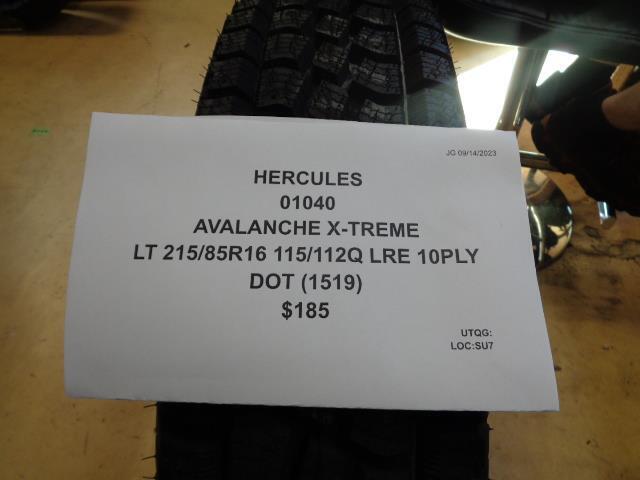 JG 09/14/2023
HERCULES
01040
AVALANCHE X-TREME
LT 215/85R16 115/112Q LRE 10PLY
DOT (1519)
$185
UTQG:
LOC:SU7